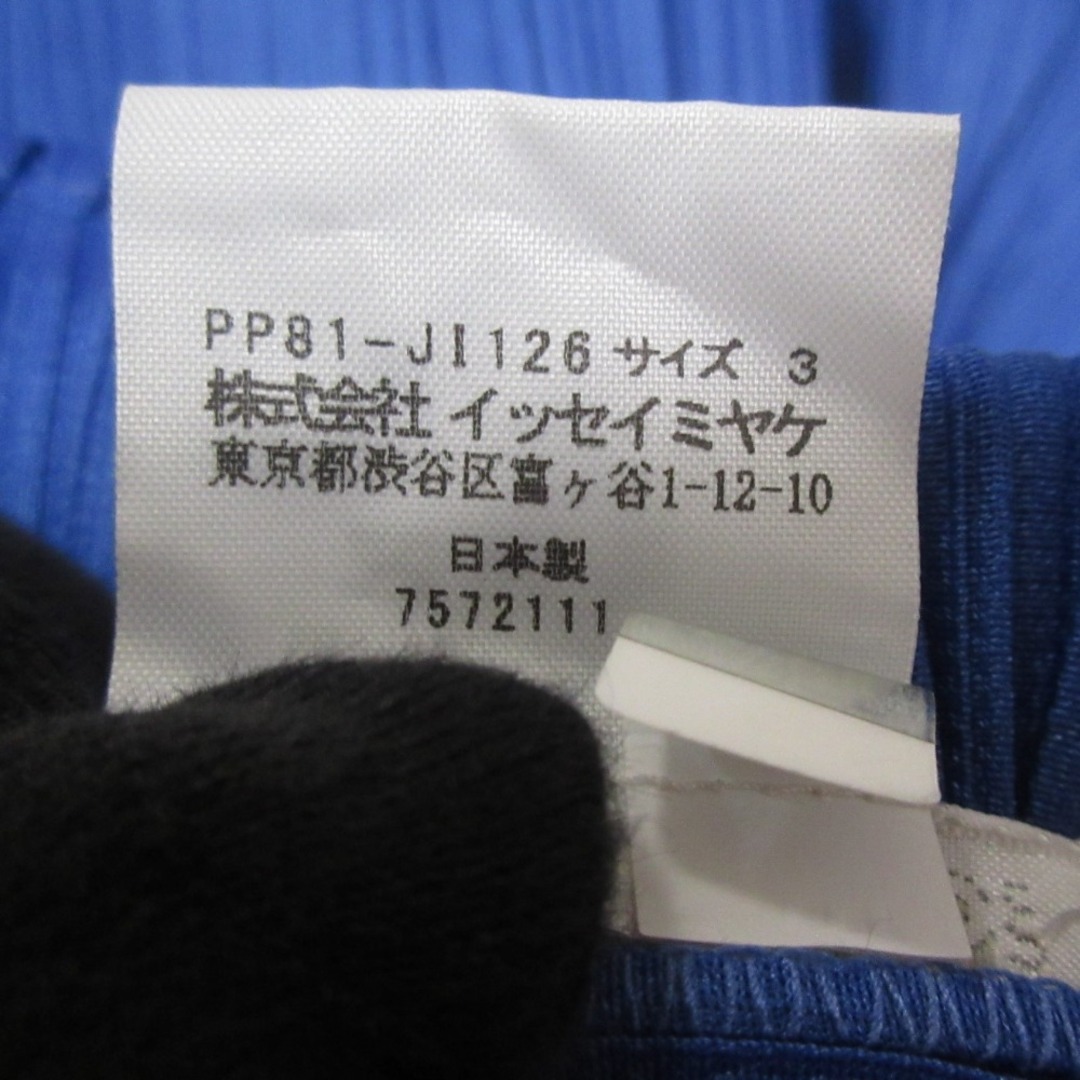 PP81-JI126 サイズ 3
株式会社 イッセイミヤケ
東京都渋谷区富ヶ谷1-12-10
日本製
7572111